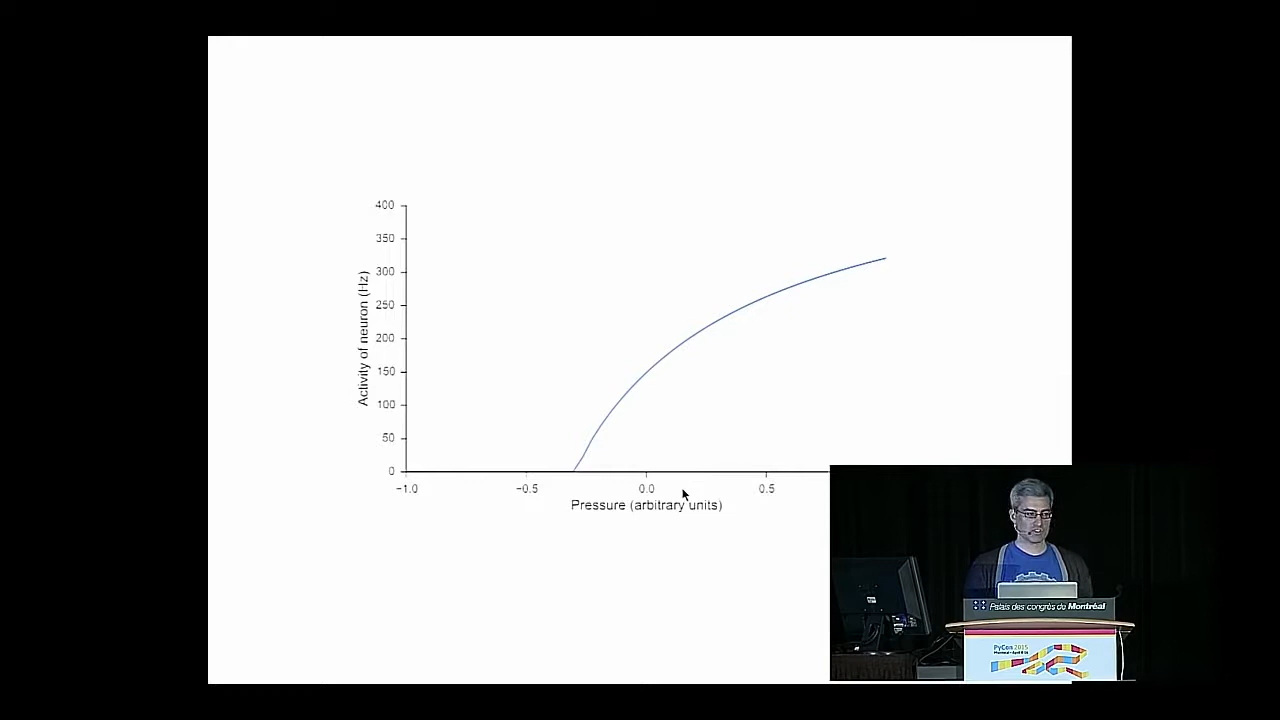 400
350
300
250
200
150
100
50
0
Activity of neuron (Hz)
−1.0 −0.5 0.0 0.5
Pressure (arbitrary units)
Palais des congrès de Montréal
PyCon 2015